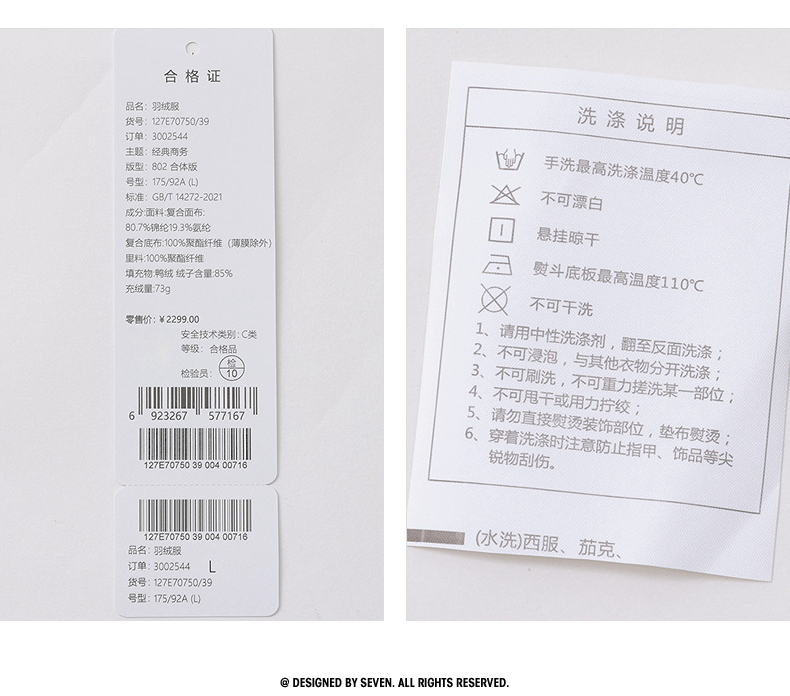 合格证
品名：羽绒服
货号：127E70750/39
订单：3002544
主题：经典商务
版型：802 合体版
号型：175/92A (L)
标准：GB/T 14272-2021
成分:面料:复合面布:
80.7%锦纶19.3%氨纶
复合底布:100%聚酯纤维（薄膜除外)
里料:100%聚酯纤维
填充物:鸭绒 绒子含量:85%
充绒量:73g
零售价：¥2299.00
安全技术类别：C类
等级：合格品
检
检验员：10
6 923267 577167
127E70750 39 004 00716
127E70750 39 004 00716
品名：羽绒服
订单：3002544 L
货号：127E70750/39
号型：175/92A (L)
洗涤说明
手洗最高洗涤温度40℃
不可漂白
悬挂晾干
熨斗底板最高温度110℃
不可干洗
1、请用中性洗涤剂，翻至反面洗涤；
2、不可浸泡，与其他衣物分开洗涤；
3、不可刷洗，不可重力搓洗某一部位；
4、不可甩干或用力拧绞；
5、请勿直接熨烫装饰部位，垫布熨烫；
6、穿着洗涤时注意防止指甲、饰品等尖
锐物刮伤。
(水洗)西服、茄克、
@ DESIGNED BY SEVEN. ALL RIGHTS RESERVED.